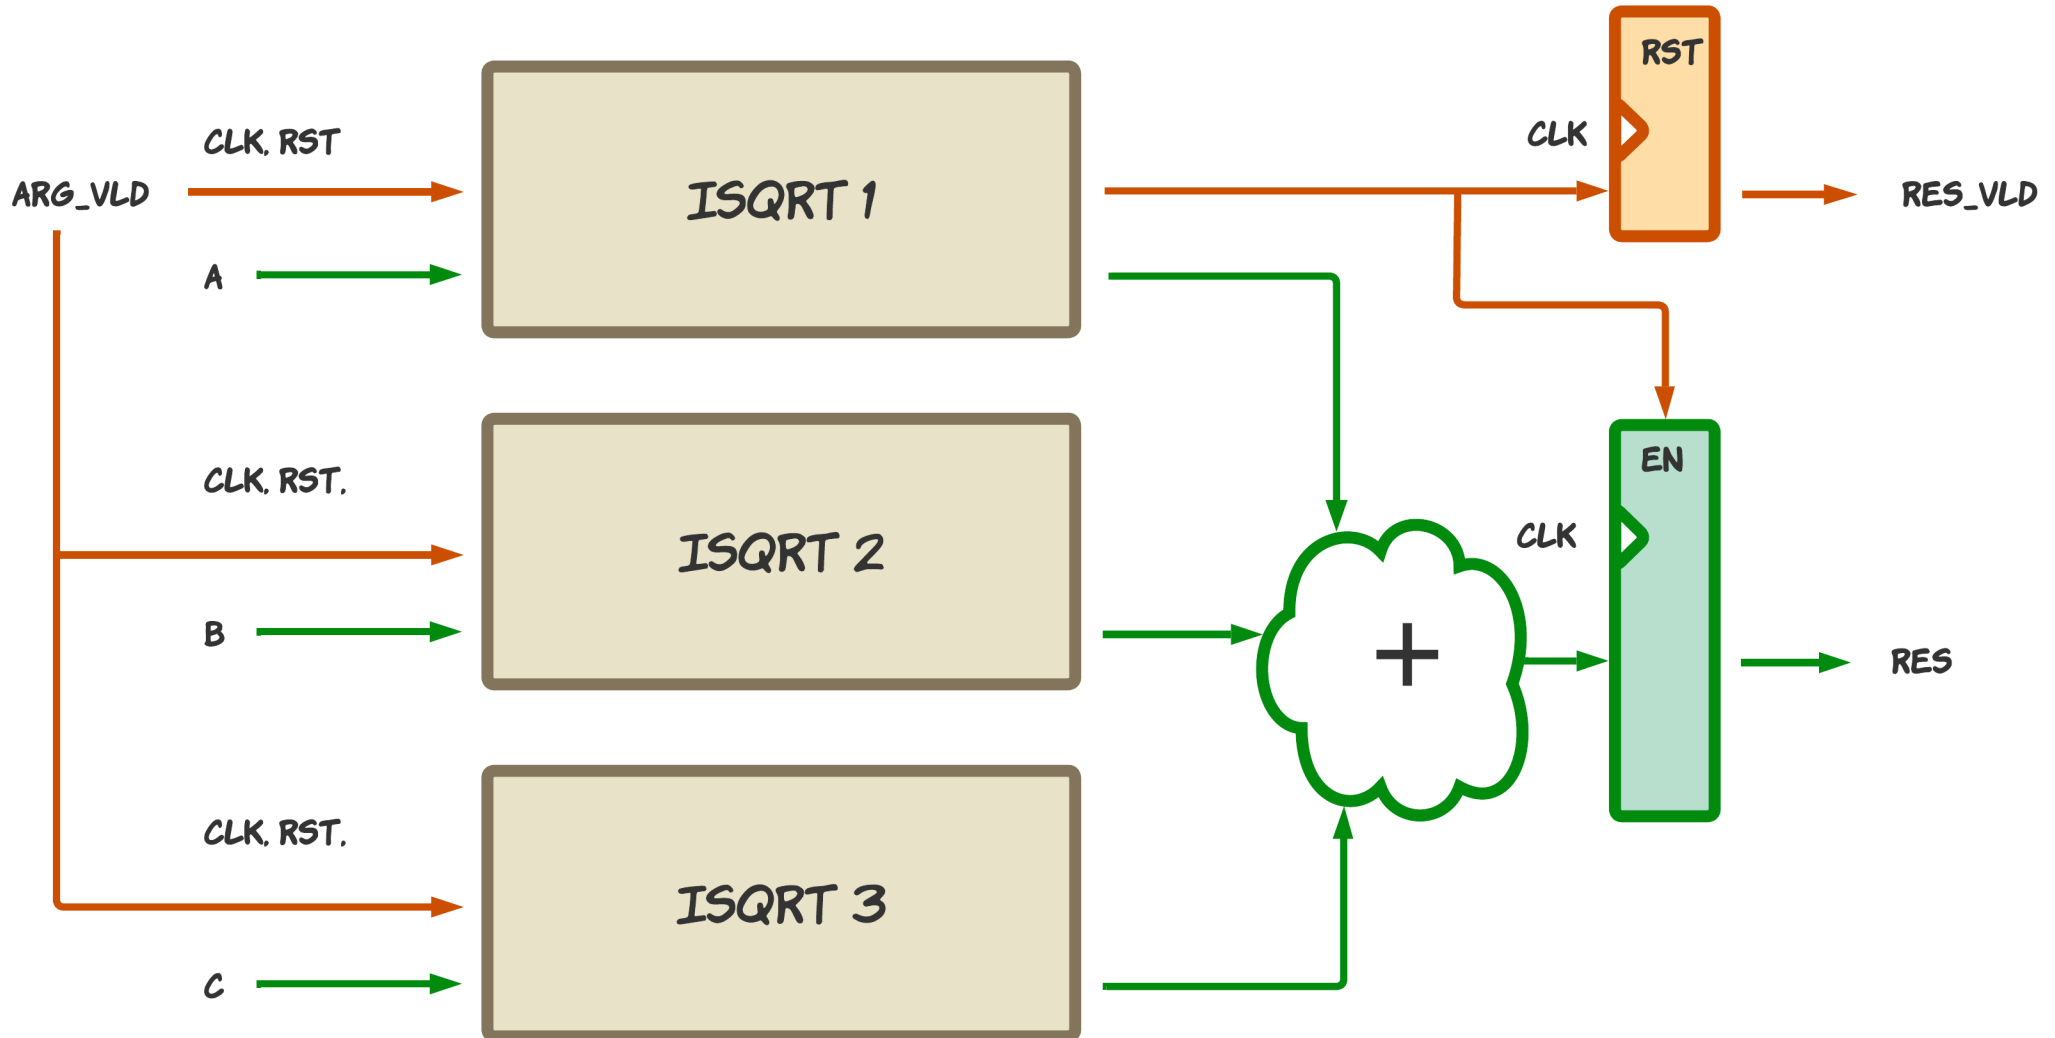 RST
CLK, RST
CLK
ARG_VLD
ISQRT 1
RES_VLD
A
EN
CLK, RST,
ISQRT 2
CLK
B
+
RES
CLK, RST,
ISQRT 3
C